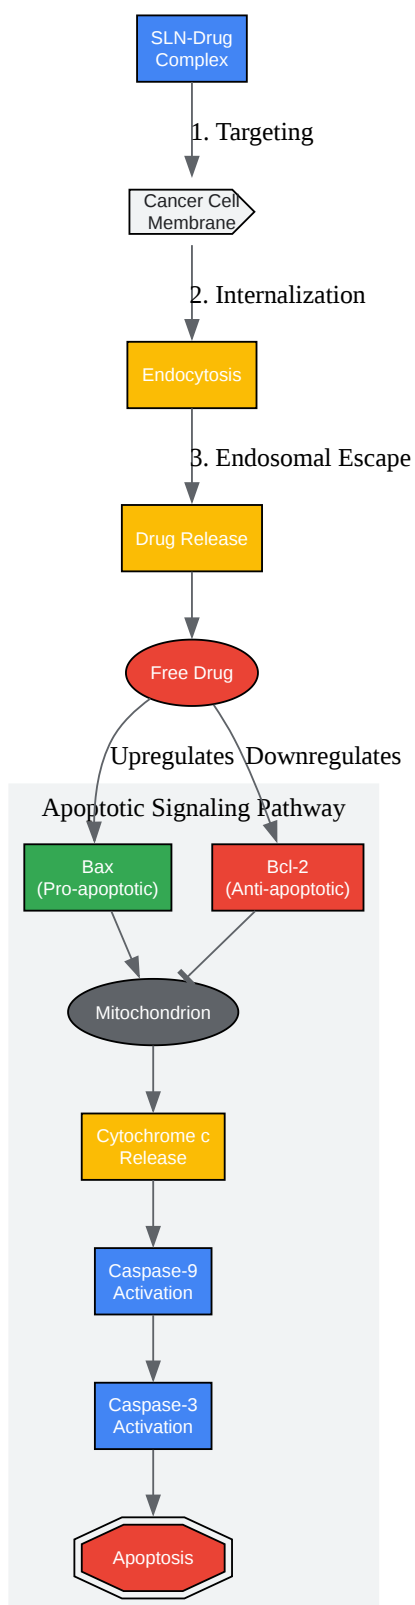 SLN-Drug
Complex
1. Targeting
Cancer Cell
Membrane
2. Internalization
Endocytosis
3. Endosomal Escape
Drug Release
Free Drug
Upregulates
Downregulates
Apoptotic Signaling Pathway
Bax
(Pro-apoptotic)
Bcl-2
(Anti-apoptotic)
Mitochondrion
Cytochrome c
Release
Caspase-9
Activation
Caspase-3
Activation
Apoptosis